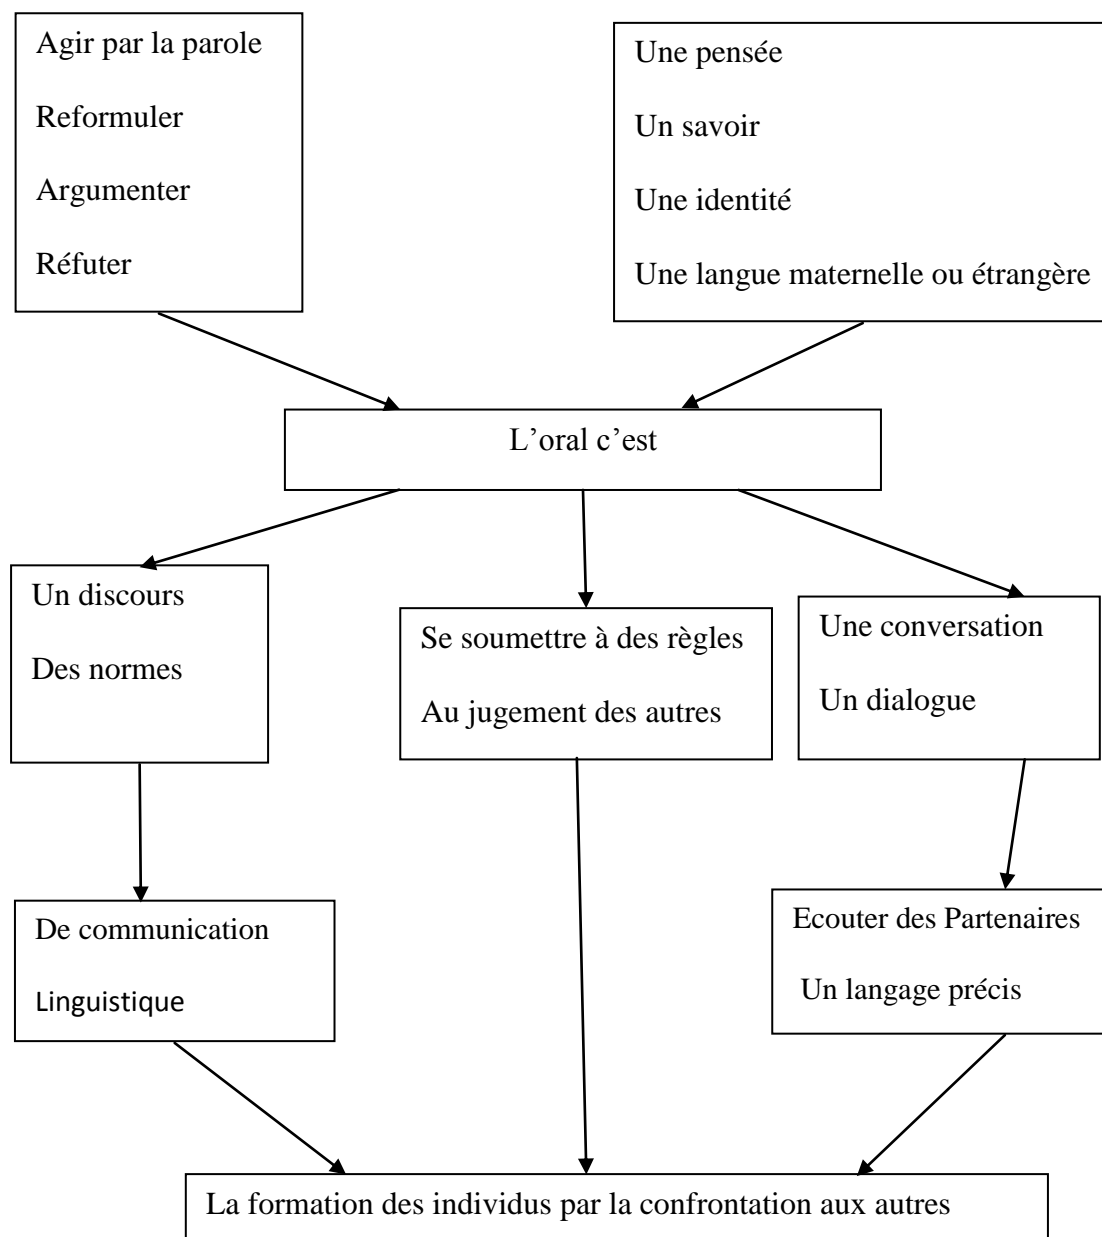 Agir par la parole
Reformuler
Argumenter
Réfuter
Une pensée
Un savoir
Une identité
Une langue maternelle ou étrangère
L’oral c’est
Un discours
Des normes
Se soumettre à des règles
Au jugement des autres
Une conversation
Un dialogue
De communication
Linguistique
Ecouter des Partenaires
Un langage précis
La formation des individus par la confrontation aux autres